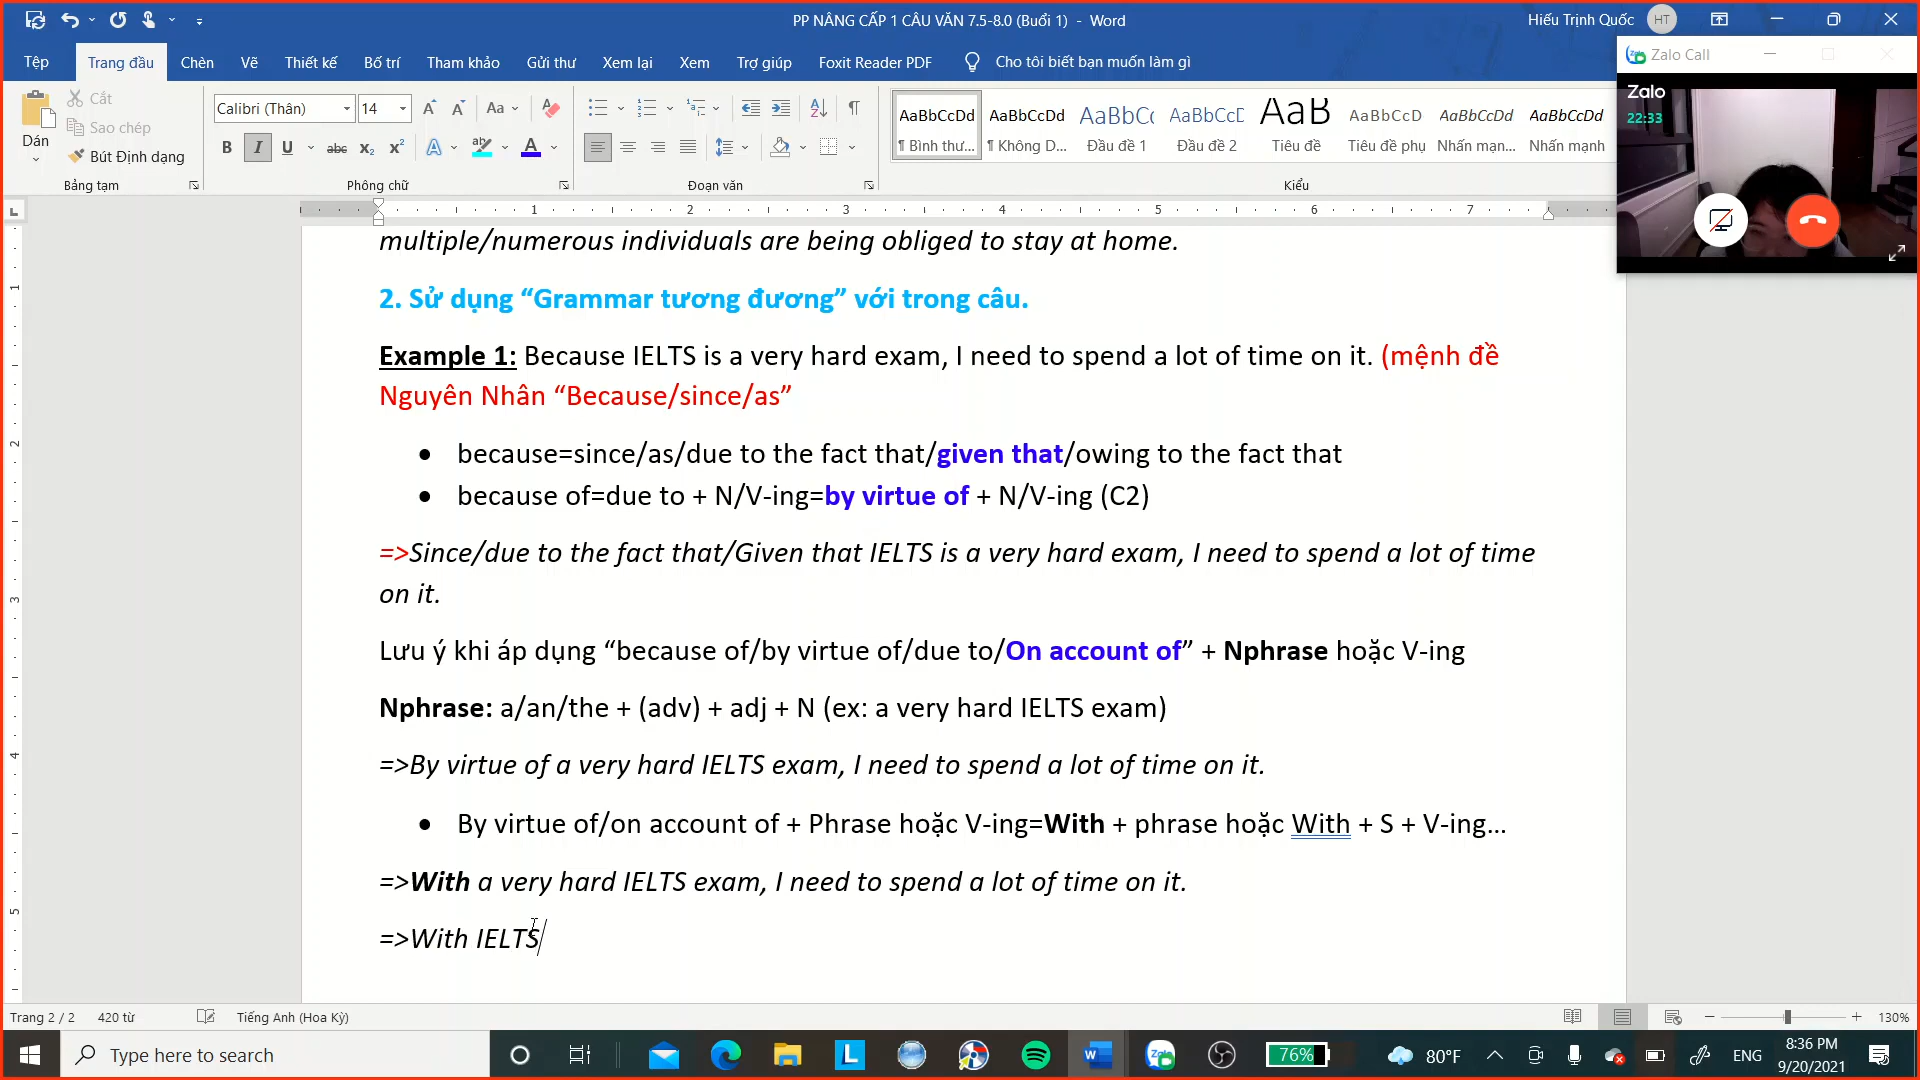 PP NÂNG CẤP 1 CÂU VĂN 7.5-8.0 (Buổi 1) - Word
Hiếu Trịnh Quốc
HT
Tệp
Trang đầu
Chèn
Vẽ
Thiết kế
Bố trí
Tham khảo
Gửi thư
Xem lại
Xem
Trợ giúp
Foxit Reader PDF
Cho tôi biết bạn muốn làm gì
Zalo Call
Zalo
22:33
Dán
Cắt
Sao chép
Bút Định dạng
Bảng tạm
Calibri (Thân)
14
Phông chữ
Đoạn văn
AaBbCcDd
¶ Bình thư...
AaBbCcDd
¶ Không D...
AaBbCc
Đầu đề 1
AaBbCcD
Đầu đề 2
AaB
Tiêu đề
AaBbCcD
Tiêu đề phụ
AaBbCcDd
Nhấn mạn...
AaBbCcDd
Nhấn mạnh
Kiểu
1 2 3 4 5 6 7
multiple/numerous individuals are being obliged to stay at home.
2. Sử dụng “Grammar tương đương” với trong câu.
Example 1: Because IELTS is a very hard exam, I need to spend a lot of time on it. (mệnh đề
Nguyên Nhân “Because/since/as”
• because=since/as/due to the fact that/given that/owing to the fact that
• because of=due to + N/V-ing=by virtue of + N/V-ing (C2)
=>Since/due to the fact that/Given that IELTS is a very hard exam, I need to spend a lot of time
on it.
Lưu ý khi áp dụng “because of/by virtue of/due to/On account of” + Nphrase hoặc V-ing
Nphrase: a/an/the + (adv) + adj + N (ex: a very hard IELTS exam)
=>By virtue of a very hard IELTS exam, I need to spend a lot of time on it.
• By virtue of/on account of + Phrase hoặc V-ing=With + phrase hoặc With + S + V-ing...
=>With a very hard IELTS exam, I need to spend a lot of time on it.
=>With IELTS
Trang 2 / 2
420 từ
Tiếng Anh (Hoa Kỳ)
130%
Type here to search
76%
80°F
ENG
8:36 PM
9/20/2021